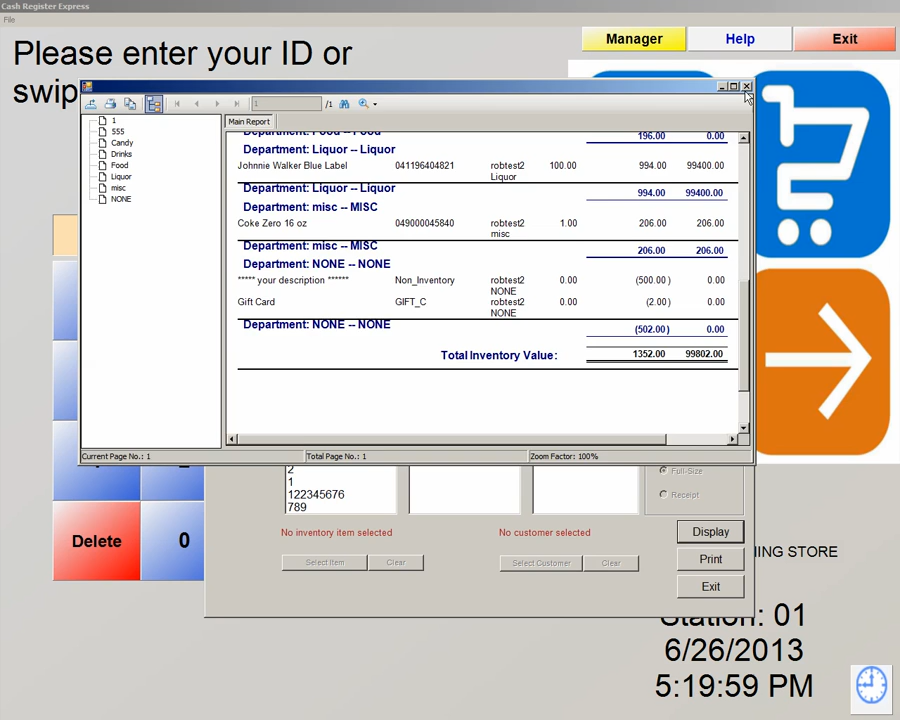 Cash Register Express
File
Please enter your ID or
swip
Manager
Help
Exit
1
/1
1
555
Candy
Drinks
Food
Liquor
misc
NONE
Main Report
Department: Food -- Food 196.00 0.00
Department: Liquor -- Liquor
Johnnie Walker Blue Label 041196404821 robtest2 100.00 994.00 99400.00
Liquor
Department: Liquor -- Liquor 994.00 99400.00
Department: misc -- MISC
Coke Zero 16 oz 049000045840 robtest2 1.00 206.00 206.00
misc
Department: misc -- MISC 206.00 206.00
Department: NONE -- NONE
***** your description ****** Non_Inventory robtest2 0.00 (500.00) 0.00
NONE
Gift Card GIFT_C robtest2 0.00 (2.00) 0.00
NONE
Department: NONE -- NONE (502.00) 0.00
Total Inventory Value: 1352.00 99802.00
Current Page No.: 1
Total Page No.: 1
Zoom Factor: 100%
2
1
122345676
789
Full-Size
Receipt
No inventory item selected
No customer selected
Select Item
Clear
Select Customer
Clear
Display
Print
Exit
Delete
0
ING STORE
Station: 01
6/26/2013
5:19:59 PM